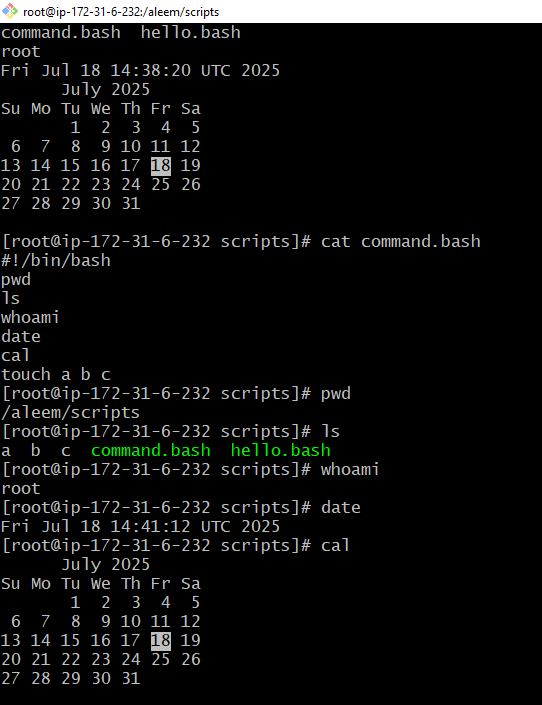 root@ip-172-31-6-232:/aleem/scripts
command.bash  hello.bash
root
Fri Jul 18 14:38:20 UTC 2025
      July 2025
Su Mo Tu We Th Fr Sa
       1  2  3  4  5
 6  7  8  9 10 11 12
13 14 15 16 17 18 19
20 21 22 23 24 25 26
27 28 29 30 31

[root@ip-172-31-6-232 scripts]# cat command.bash
#!/bin/bash
pwd
ls
whoami
date
cal
touch a b c
[root@ip-172-31-6-232 scripts]# pwd
/aleem/scripts
[root@ip-172-31-6-232 scripts]# ls
a  b  c  command.bash  hello.bash
[root@ip-172-31-6-232 scripts]# whoami
root
[root@ip-172-31-6-232 scripts]# date
Fri Jul 18 14:41:12 UTC 2025
[root@ip-172-31-6-232 scripts]# cal
      July 2025
Su Mo Tu We Th Fr Sa
       1  2  3  4  5
 6  7  8  9 10 11 12
13 14 15 16 17 18 19
20 21 22 23 24 25 26
27 28 29 30 31